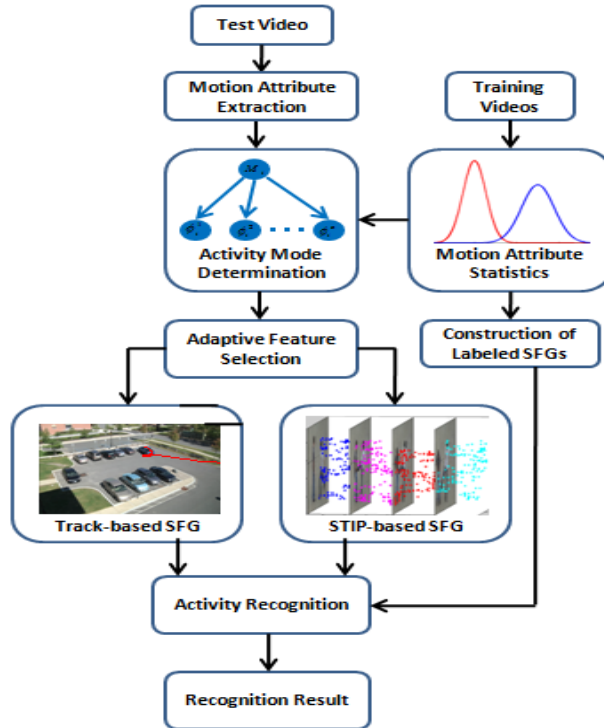 Test Video
Motion Attribute
Extraction
Training
Videos
Activity Mode
Determination
Motion Attribute
Statistics
Adaptive Feature
Selection
Construction of
Labeled SFGs
Track-based SFG
STIP-based SFG
Activity Recognition
Recognition Result